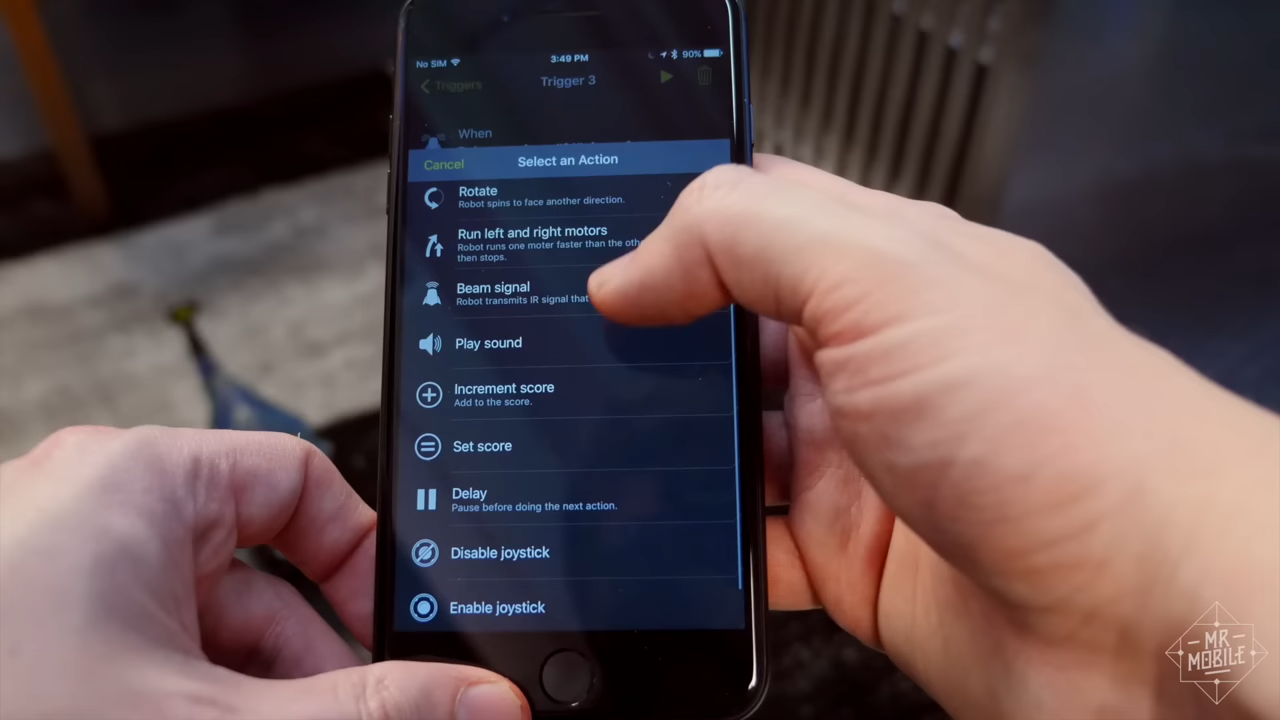 No SIM
3:49 PM
90%
Triggers
Trigger 3
When
Cancel
Select an Action
Rotate
Robot spins to face another direction.
Run left and right motors
Robot runs one moter faster than the
then stops.
Beam signal
Robot transmits IR signal that
Play sound
Increment score
Add to the score.
Set score
Delay
Pause before doing the next action.
Disable joystick
Enable joystick
MR
MOBILE